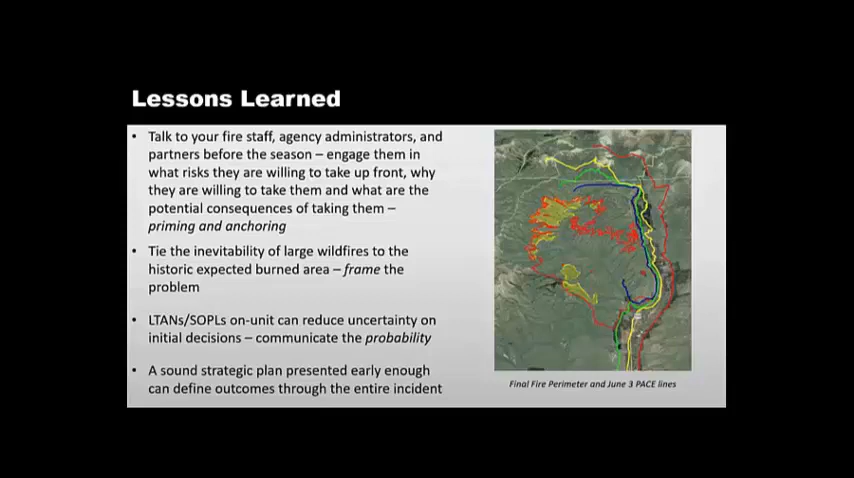 Lessons Learned
• Talk to your fire staff, agency administrators, and
partners before the season – engage them in
what risks they are willing to take up front, why
they are willing to take them and what are the
potential consequences of taking them –
priming and anchoring
• Tie the inevitability of large wildfires to the
historic expected burned area – frame the
problem
• LTANs/SOPLs on-unit can reduce uncertainty on
initial decisions – communicate the probability
• A sound strategic plan presented early enough
can define outcomes through the entire incident
Final Fire Perimeter and June 3 PACE lines